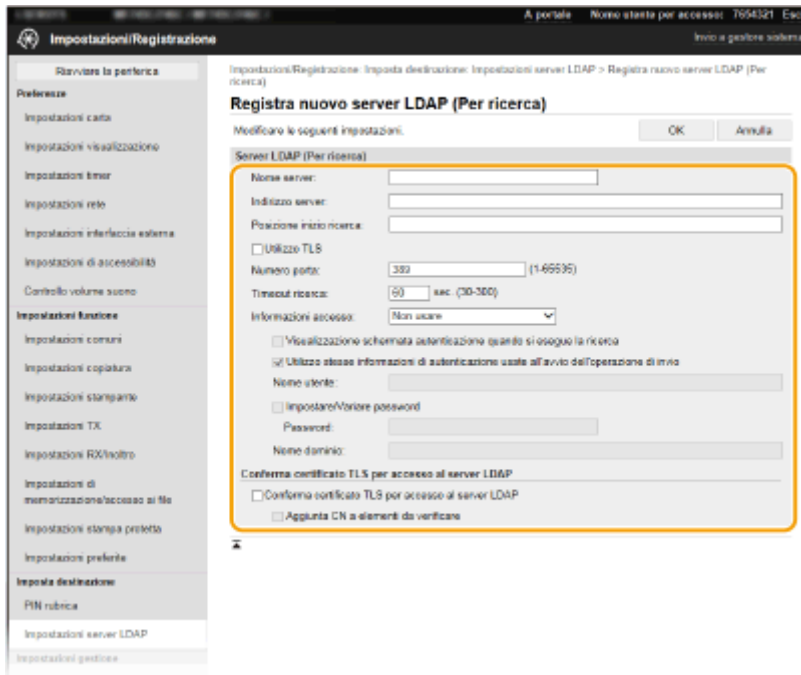 A portale Nome utente per accesso: 7654321 Esc
Impostazioni/Registrazione
Invio a gestore sistema
Riavviare la periferica
Preferenze
Impostazioni carta
Impostazioni visualizzazione
Impostazioni timer
Impostazioni rete
Impostazioni interfaccia esterna
Impostazioni di accessibilità
Controllo volume suono
Impostazioni funzione
Impostazioni comuni
Impostazioni copiatura
Impostazioni stampante
Impostazioni TX
Impostazioni RX/Inoltro
Impostazioni di
memorizzazione/accesso ai file
Impostazioni stampa protetta
Impostazioni preferite
Imposta destinazione
PIN rubrica
Impostazioni server LDAP
Impostazioni gestione
Impostazioni/Registrazione: Imposta destinazione: Impostazioni server LDAP > Registra nuovo server LDAP (Per
ricerca)
Registra nuovo server LDAP (Per ricerca)
Modificare le seguenti impostazioni.
OK Annulla
Server LDAP (Per ricerca)
Nome server:
Indirizzo server:
Posizione inizio ricerca:
Utilizzo TLS
Numero porta: 389 (1-65535)
Timeout ricerca: 60 sec. (30-300)
Informazioni accesso: Non usare
Visualizzazione schermata autenticazione quando si esegue la ricerca
Utilizzo stesse informazioni di autenticazione usate all'avvio dell'operazione di invio
Nome utente:
Impostare/Variare password
Password:
Nome dominio:
Conferma certificato TLS per accesso al server LDAP
Conferma certificato TLS per accesso al server LDAP
Aggiunta CN a elementi da verificare